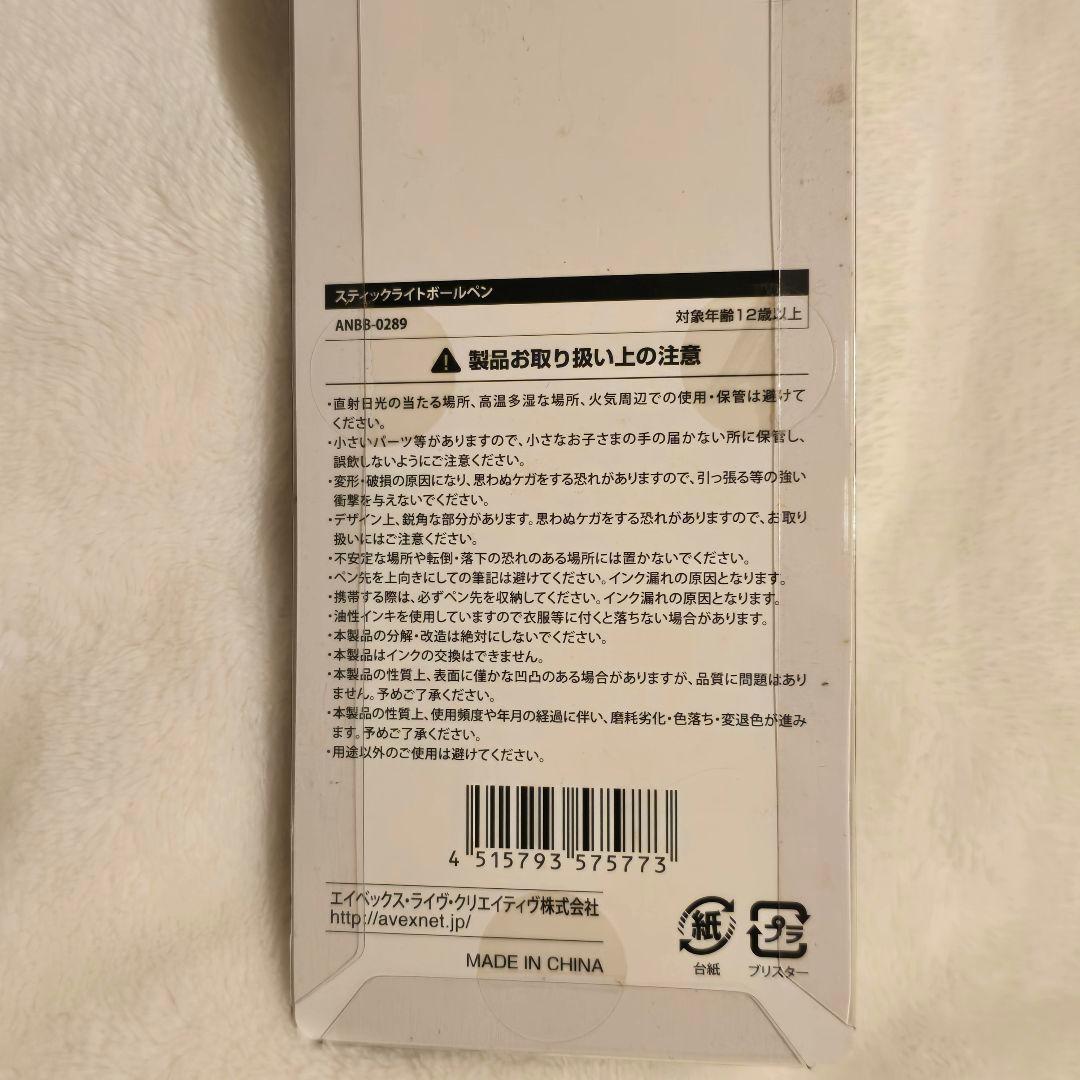 スティックライトボールペン
ANBB-0289
対象年齢12歳以上
製品お取り扱い上の注意
・直射日光の当たる場所、高温多湿な場所、火気周辺での使用・保管は避けて
ください。
・小さいパーツ等がありますので、小さなお子さまの手の届かない所に保管し、
誤飲しないようにご注意ください。
・変形・破損の原因になり、思わぬケガをする恐れがありますので、引っ張る等の強い
衝撃を与えないでください。
・デザイン上、鋭角な部分があります。思わぬケガをする恐れがありますので、お取り
扱いにはご注意ください。
・不安定な場所や転倒・落下の恐れのある場所には置かないでください。
・ペン先を上向きにしての筆記は避けてください。インク漏れの原因となります。
・携帯する際は、必ずペン先を収納してください。インク漏れの原因となります。
・油性インキを使用していますので衣服等に付くと落ちない場合があります。
・本製品の分解・改造は絶対にしないでください。
・本製品はインクの交換はできません。
・本製品の性質上、表面に僅かな凹凸のある場合がありますが、品質に問題はあり
ません。予めご了承ください。
・本製品の性質上、使用頻度や年月の経過に伴い、磨耗劣化・色落ち・変退色が進み
ます。予めご了承ください。
・用途以外のご使用は避けてください。
4 515793 575773
エイベックス・ライヴ・クリエイティヴ株式会社
http://avexnet.jp/
MADE IN CHINA
紙
台紙
プラ
ブリスター